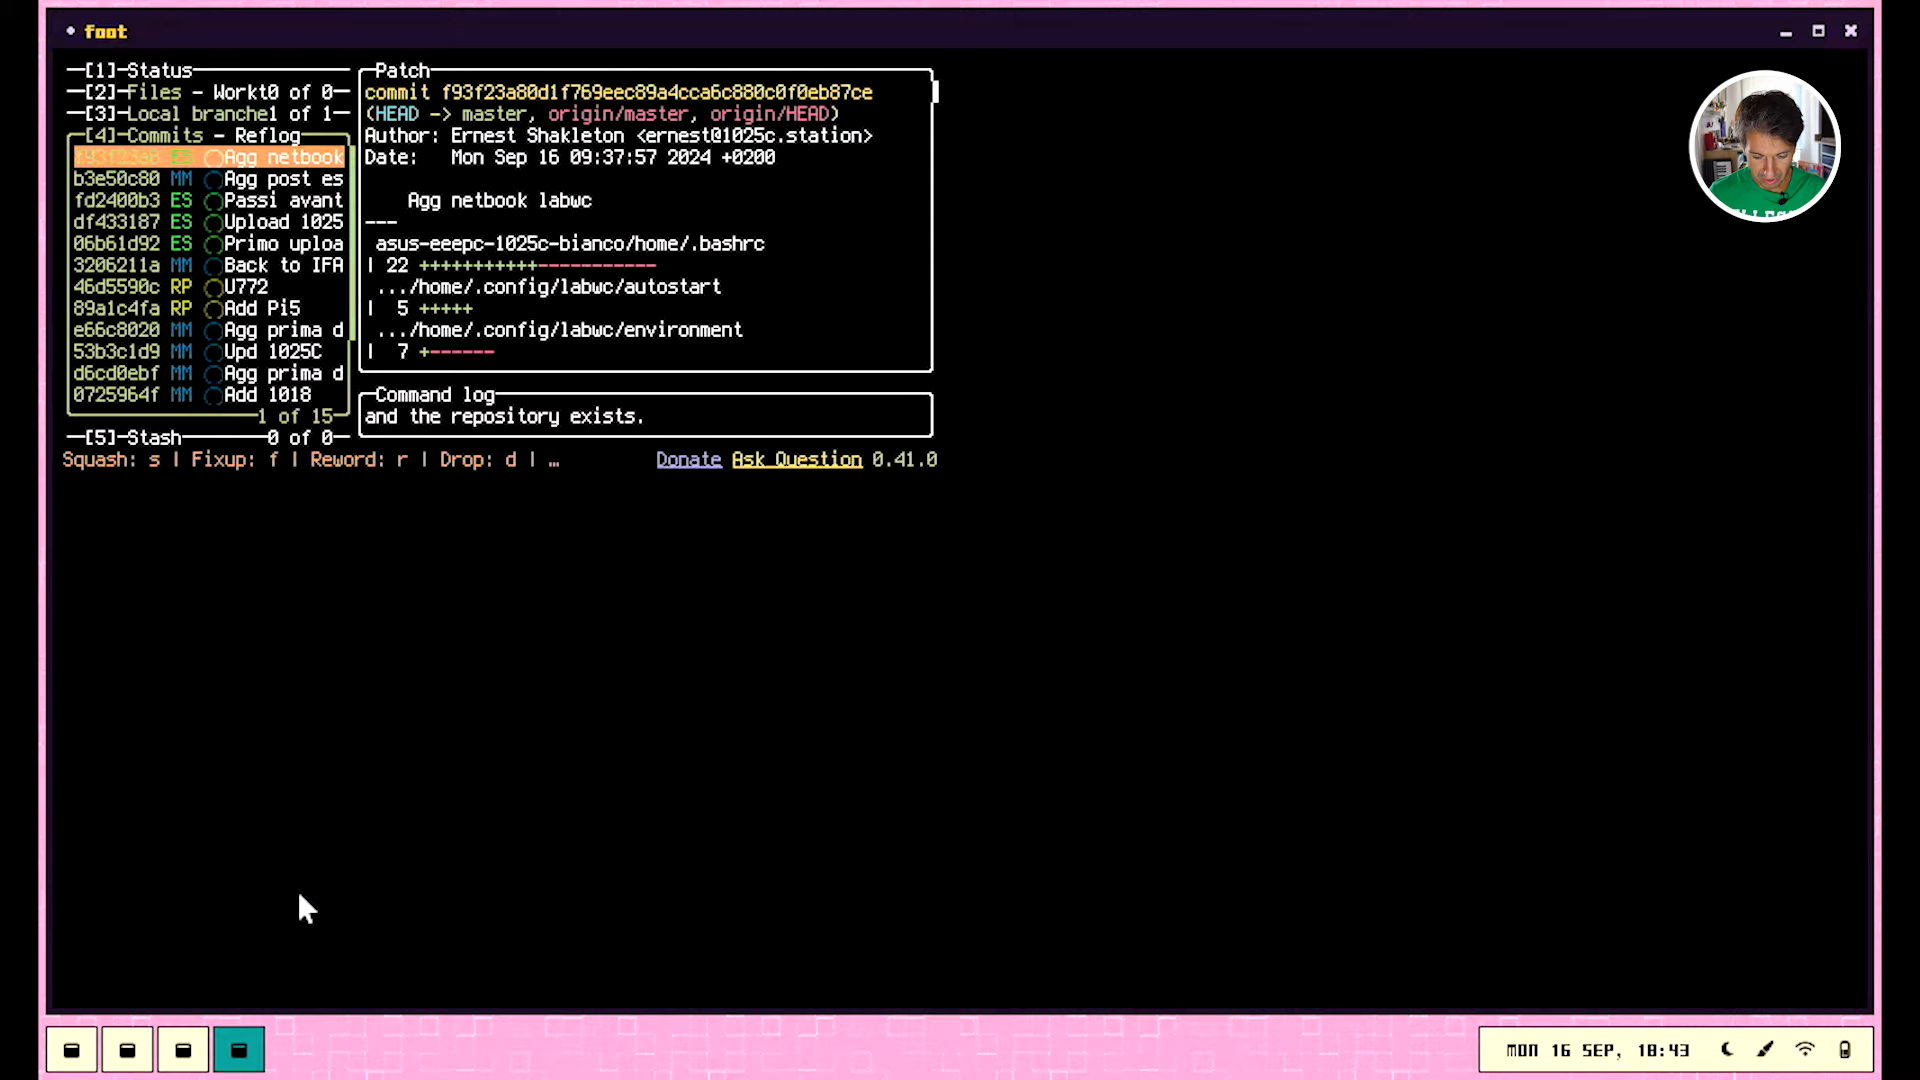 foot
[1]-Status
[2]-Files - Workt0 of 0
[3]-Local branche1 of 1
[4]-Commits - Reflog
f93f23a8 ES Agg netbook
b3e50c80 MM Agg post es
fd2400b3 ES Passi avant
df433187 ES Upload 1025
06b61d92 ES Primo uploa
3206211a MM Back to IFA
46d5590c RP U772
89a1c4fa RP Add Pi5
e66c8020 MM Agg prima d
53b3c1d9 MM Upd 1025C
d6cd0ebf MM Agg prima d
0725964f MM Add 1018
1 of 15
[5]-Stash 0 of 0
Patch
commit f93f23a80d1f769eec89a4cca6c880c0f0eb87ce
(HEAD -> master, origin/master, origin/HEAD)
Author: Ernest Shakleton <ernest@1025c.station>
Date: Mon Sep 16 09:37:57 2024 +0200
Agg netbook labwc
---
asus-eeepc-1025c-bianco/home/.bashrc
| 22 +++++++++++-----------
.../home/.config/labwc/autostart
| 5 +++++
.../home/.config/labwc/environment
| 7 +------
Command log
and the repository exists.
Squash: s | Fixup: f | Reword: r | Drop: d | … Donate Ask Question 0.41.0
MON 16 SEP, 18:43